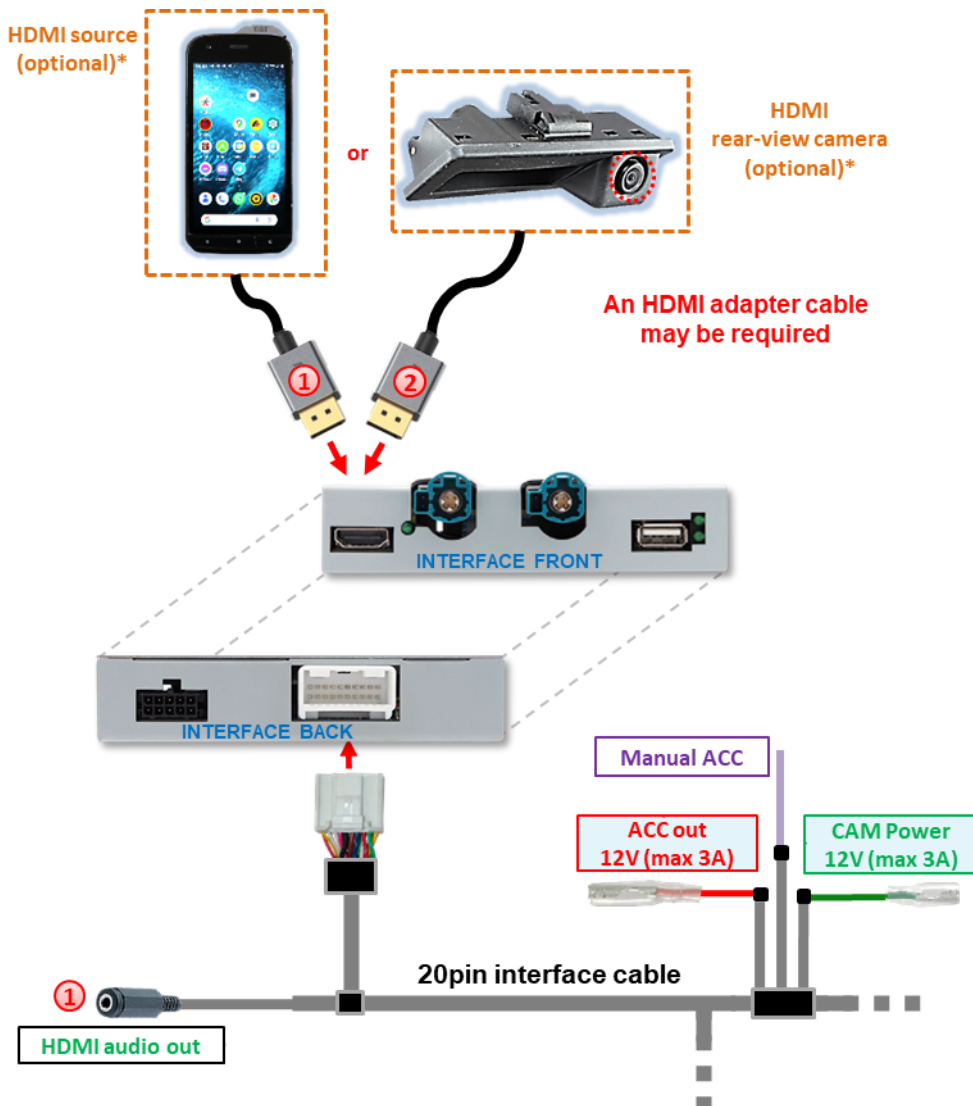 HDMI source
(optional)*
or
HDMI
rear-view camera
(optional)*
An HDMI adapter cable
may be required
1
2
INTERFACE FRONT
INTERFACE BACK
Manual ACC
ACC out
12V (max 3A)
CAM Power
12V (max 3A)
20pin interface cable
1
HDMI audio out